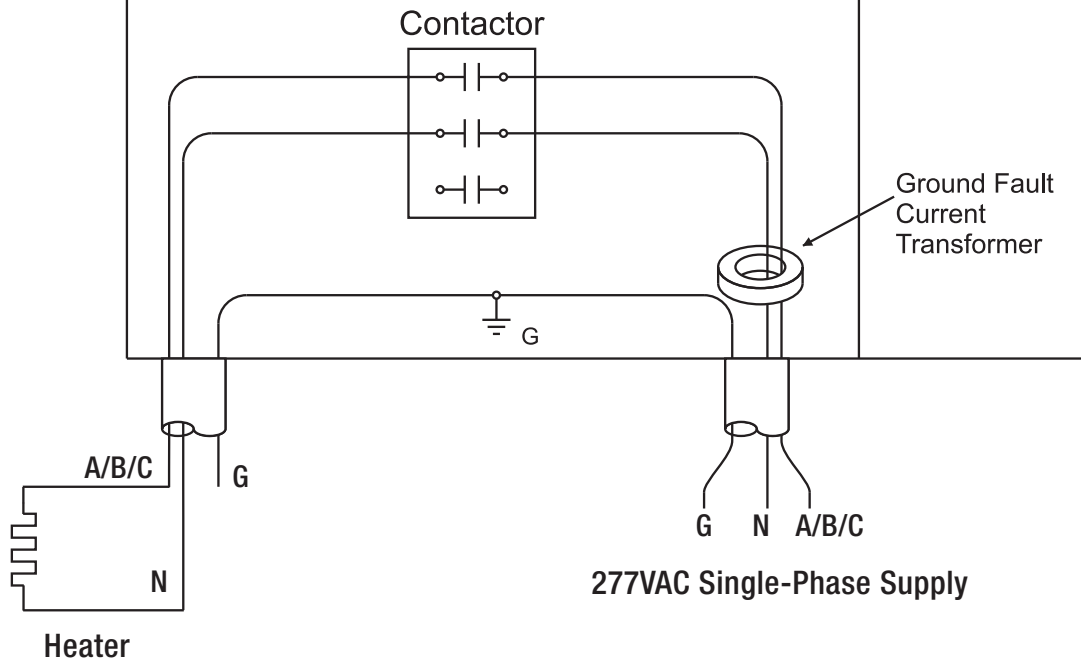 Contactor
Ground Fault
Current
Transformer
G
A/B/C
G
N
G N A/B/C
277VAC Single-Phase Supply
Heater